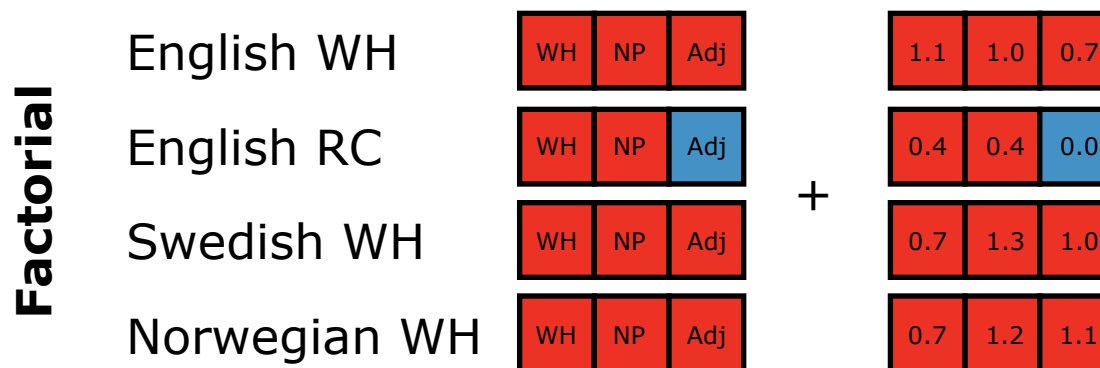 Factorial
English WH WH NP Adj 1.1 1.0 0.7
English RC WH NP Adj 0.4 0.4 0.0
+
Swedish WH WH NP Adj 0.7 1.3 1.0
Norwegian WH WH NP Adj 0.7 1.2 1.1